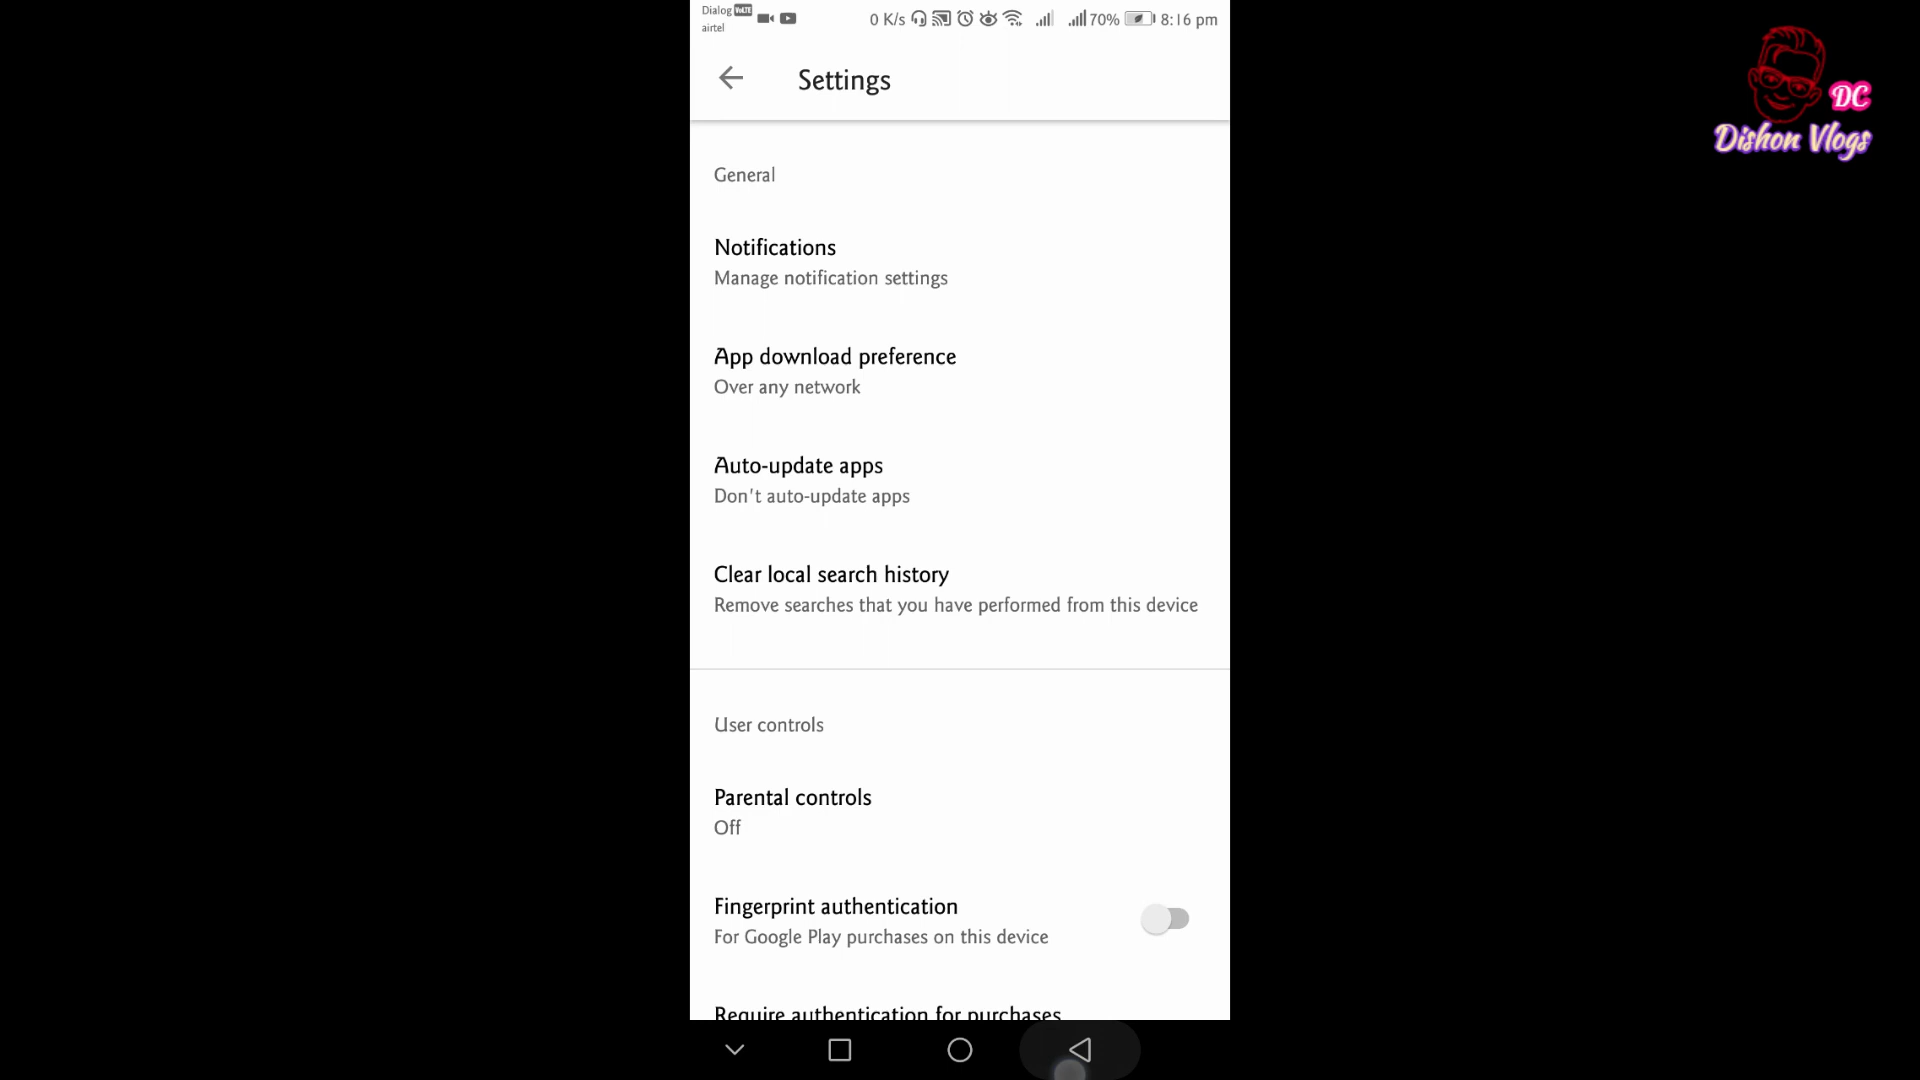 Dialog VoLTE
airtel
0 K/s
70%
8:16 pm
Settings
DC
Dishon Vlogs
General
Notifications
Manage notification settings
App download preference
Over any network
Auto-update apps
Don't auto-update apps
Clear local search history
Remove searches that you have performed from this device
User controls
Parental controls
Off
Fingerprint authentication
For Google Play purchases on this device
Require authentication for purchases